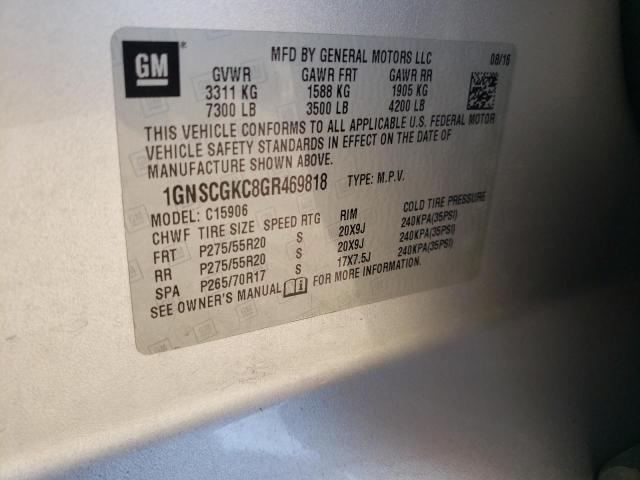 GM ® MFD BY GENERAL MOTORS LLC 08/16
GVWR GAWR FRT GAWR RR
3311 KG 1588 KG 1905 KG
7300 LB 3500 LB 4200 LB
THIS VEHICLE CONFORMS TO ALL APPLICABLE U.S. FEDERAL MOTOR
VEHICLE SAFETY STANDARDS IN EFFECT ON THE DATE OF
MANUFACTURE SHOWN ABOVE.
1GNSCGKC8GR469818 TYPE: M.P.V.
MODEL: C15906
CHWF TIRE SIZE SPEED RTG RIM COLD TIRE PRESSURE
FRT P275/55R20 S 20X9J 240KPA(35PSI)
RR P275/55R20 S 20X9J 240KPA(35PSI)
SPA P265/70R17 S 17X7.5J 240KPA(35PSI)
SEE OWNER'S MANUAL FOR MORE INFORMATION.